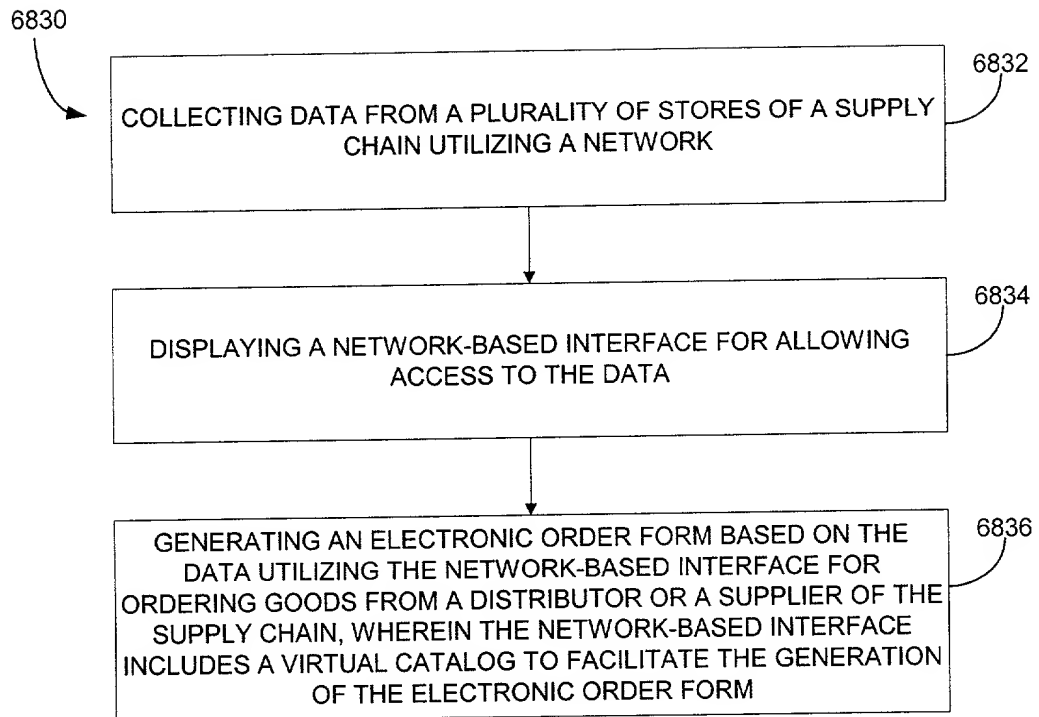 6830
6832
COLLECTING DATA FROM A PLURALITY OF STORES OF A SUPPLY
CHAIN UTILIZING A NETWORK
6834
DISPLAYING A NETWORK-BASED INTERFACE FOR ALLOWING
ACCESS TO THE DATA
6836
GENERATING AN ELECTRONIC ORDER FORM BASED ON THE
DATA UTILIZING THE NETWORK-BASED INTERFACE FOR
ORDERING GOODS FROM A DISTRIBUTOR OR A SUPPLIER OF THE
SUPPLY CHAIN, WHEREIN THE NETWORK-BASED INTERFACE
INCLUDES A VIRTUAL CATALOG TO FACILITATE THE GENERATION
OF THE ELECTRONIC ORDER FORM